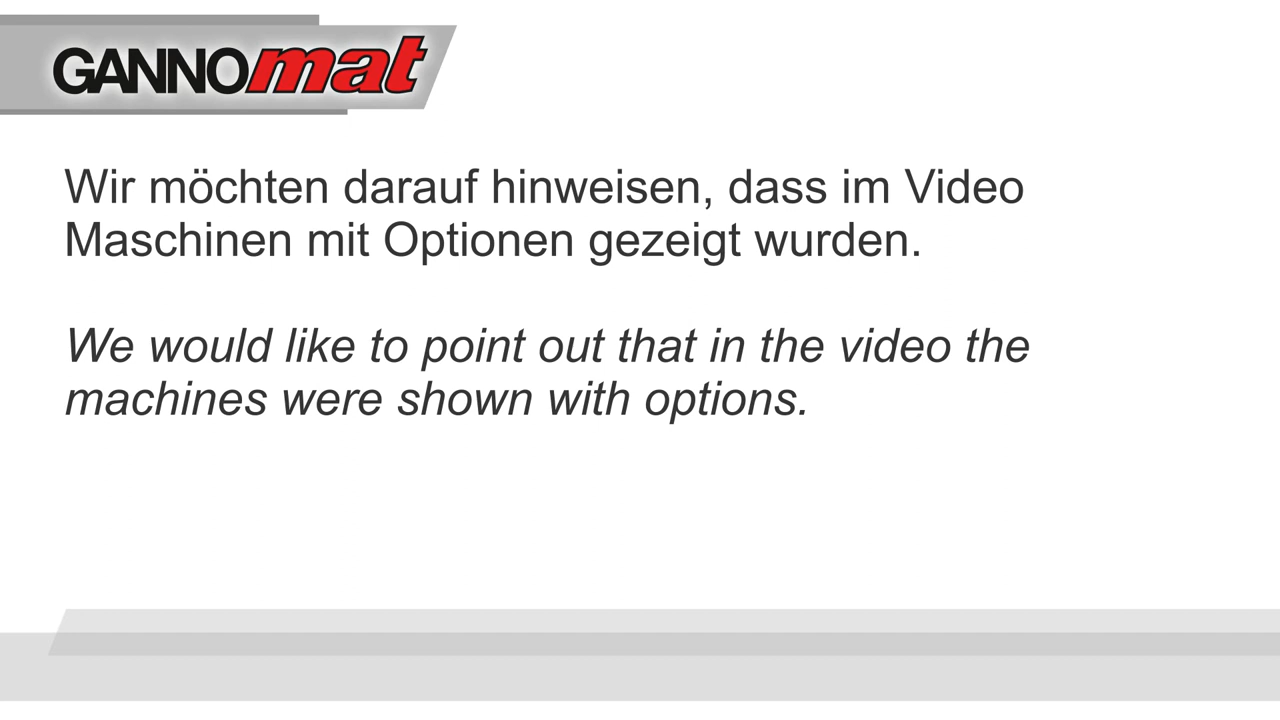 GANNOmat
Wir möchten darauf hinweisen, dass im Video
Maschinen mit Optionen gezeigt wurden.
We would like to point out that in the video the
machines were shown with options.